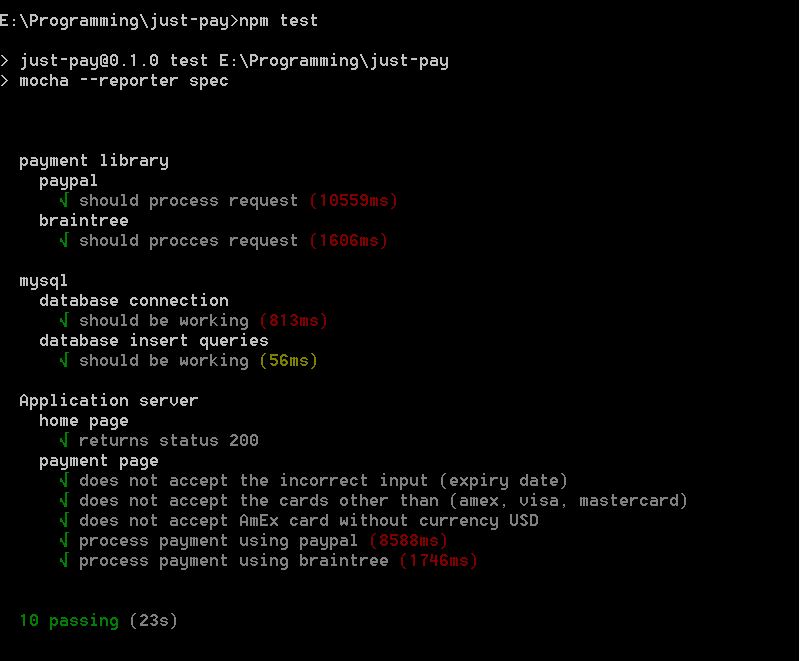 E:\Programming\just-pay>npm test
> just-pay@0.1.0 test E:\Programming\just-pay
> mocha --reporter spec
payment library
paypal
√ should process request (10559ms)
braintree
√ should procces request (1606ms)
mysql
database connection
√ should be working (813ms)
database insert queries
√ should be working (56ms)
Application server
home page
√ returns status 200
payment page
√ does not accept the incorrect input (expiry date)
√ does not accept the cards other than (amex, visa, mastercard)
√ does not accept AmEx card without currency USD
√ process payment using paypal (8588ms)
√ process payment using braintree (1746ms)
10 passing (23s)